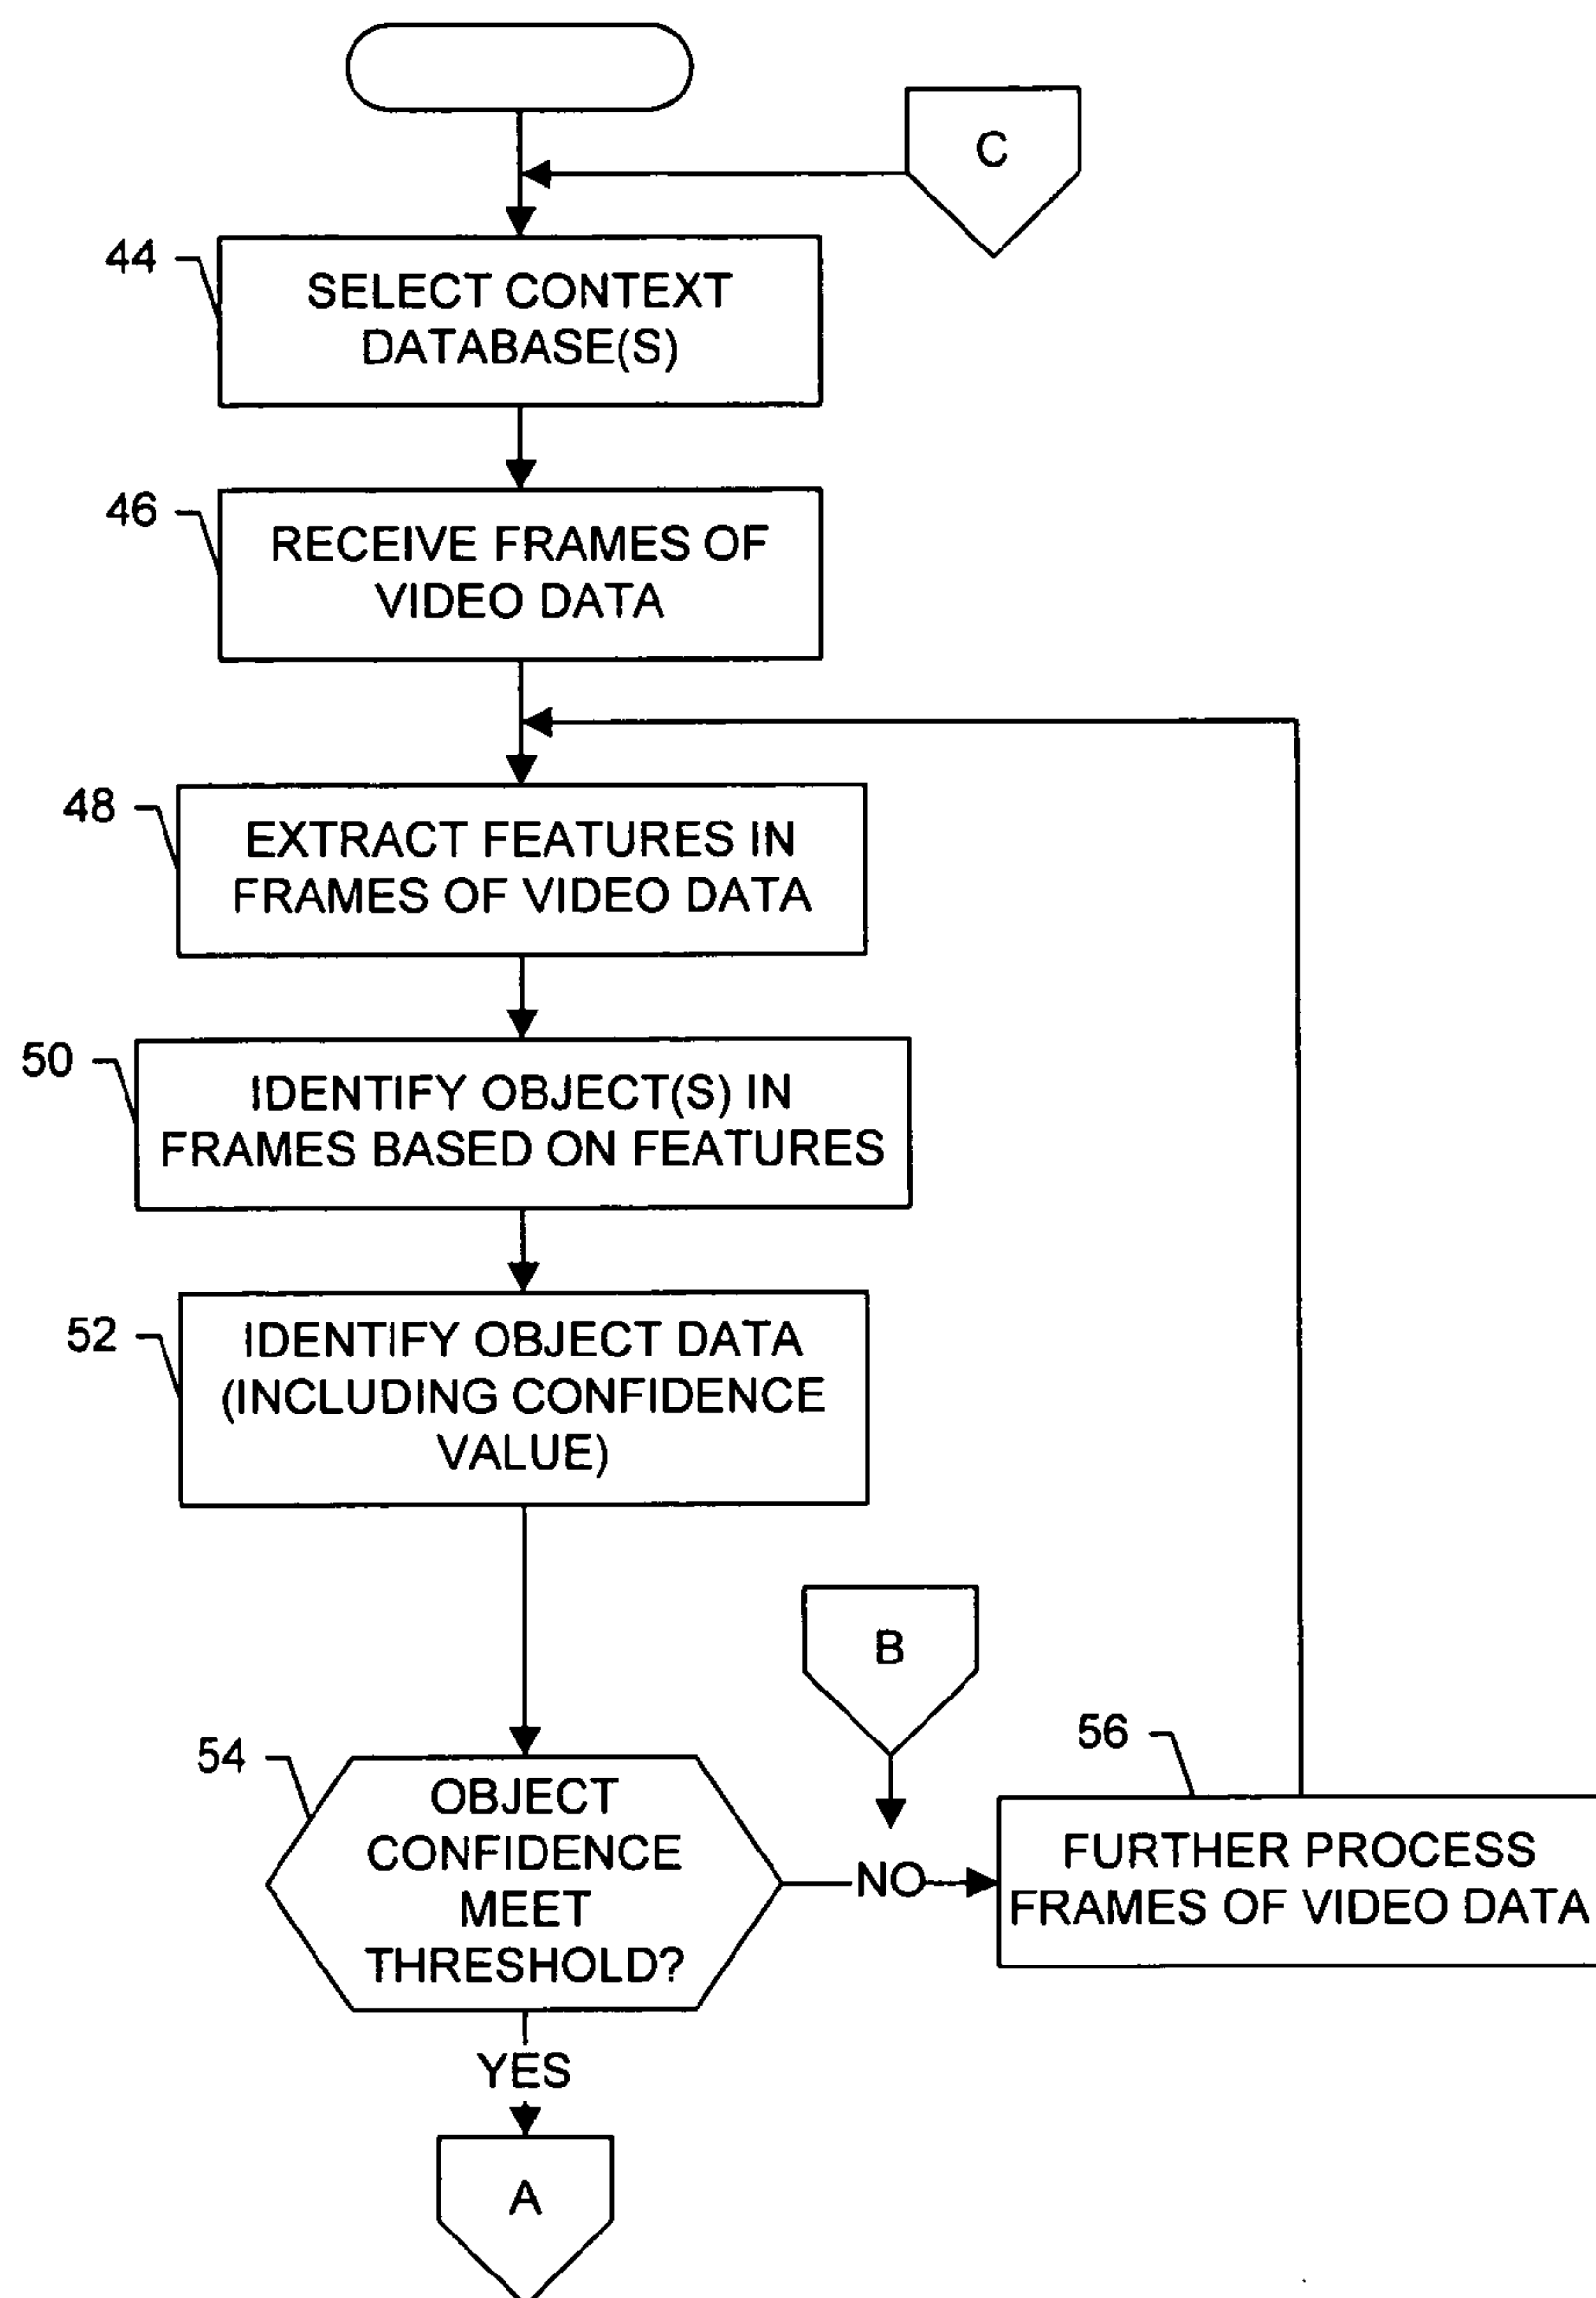 C
44
SELECT CONTEXT
DATABASE(S)
46
RECEIVE FRAMES OF
VIDEO DATA
48
EXTRACT FEATURES IN
FRAMES OF VIDEO DATA
50
IDENTIFY OBJECT(S) IN
FRAMES BASED ON FEATURES
52
IDENTIFY OBJECT DATA
(INCLUDING CONFIDENCE
VALUE)
B
54
OBJECT
CONFIDENCE
MEET
THRESHOLD?
NO
56
FURTHER PROCESS
FRAMES OF VIDEO DATA
YES
A